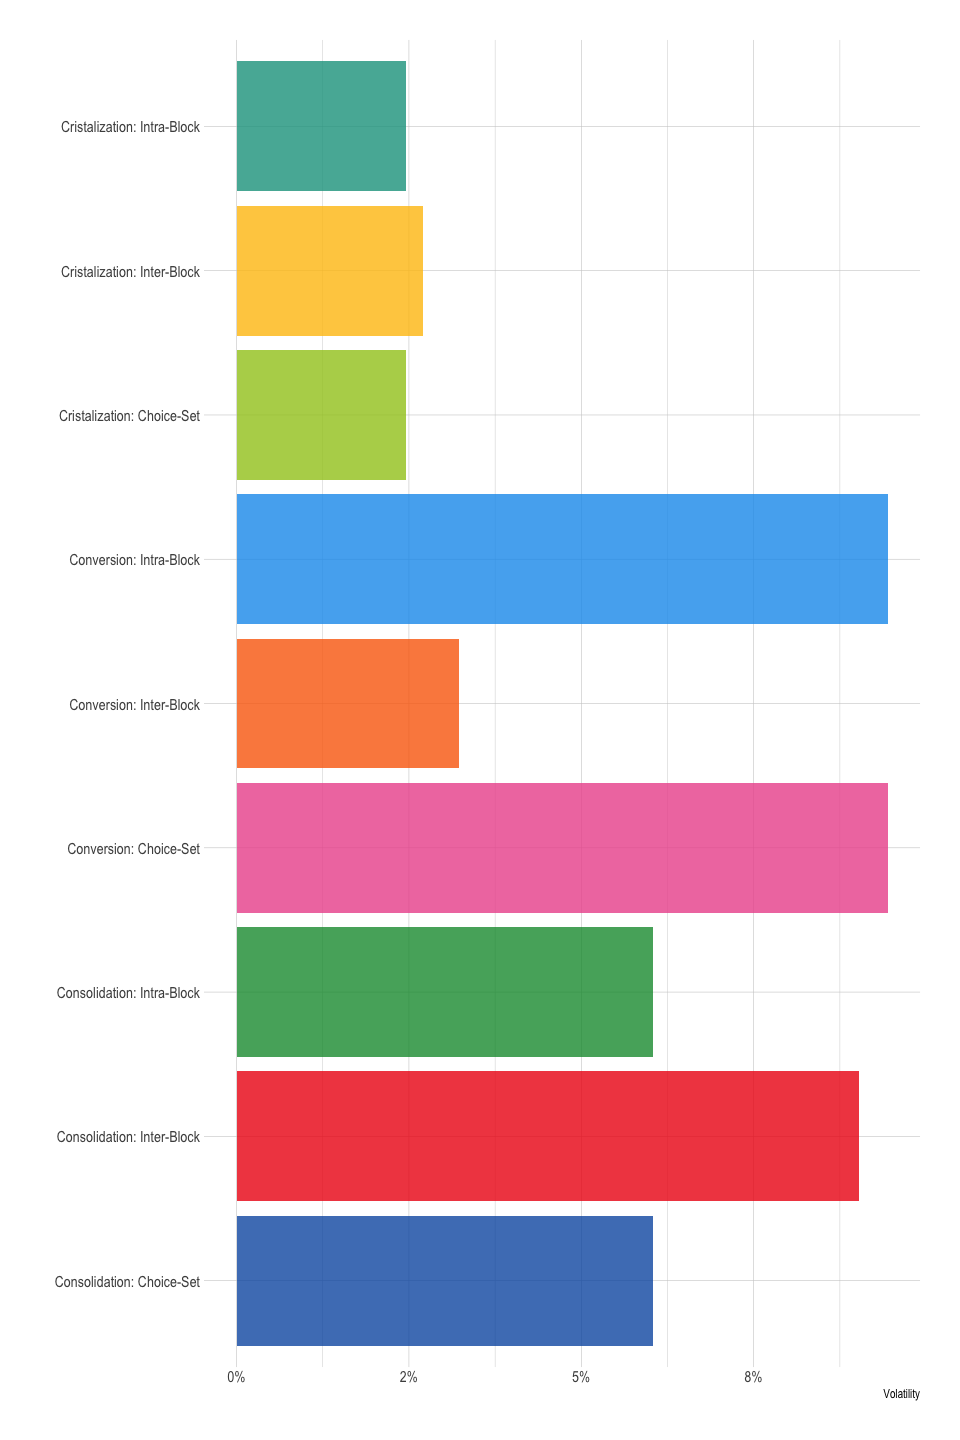 Cristalization: Intra-Block
Cristalization: Inter-Block
Cristalization: Choice-Set
Conversion: Intra-Block
Conversion: Inter-Block
Conversion: Choice-Set
Consolidation: Intra-Block
Consolidation: Inter-Block
Consolidation: Choice-Set
0% 2% 5% 8%
Volatility